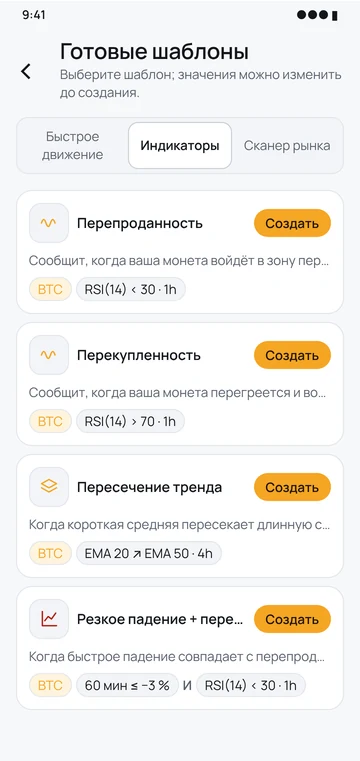 9:41
Готовые шаблоны
Выберите шаблон; значения можно изменить
до создания.
Быстрое
движение
Индикаторы
Сканер рынка
Перепроданность
Создать
Сообщит, когда ваша монета войдёт в зону пер...
BTC
RSI(14) < 30 · 1h
Перекупленность
Создать
Сообщит, когда ваша монета перегреется и во...
BTC
RSI(14) > 70 · 1h
Пересечение тренда
Создать
Когда короткая средняя пересекает длинную с...
BTC
EMA 20 ↗ EMA 50 · 4h
Резкое падение + пере...
Создать
Когда быстрое падение совпадает с перепрод...
BTC
60 мин ≤ −3 %
И
RSI(14) < 30 · 1h